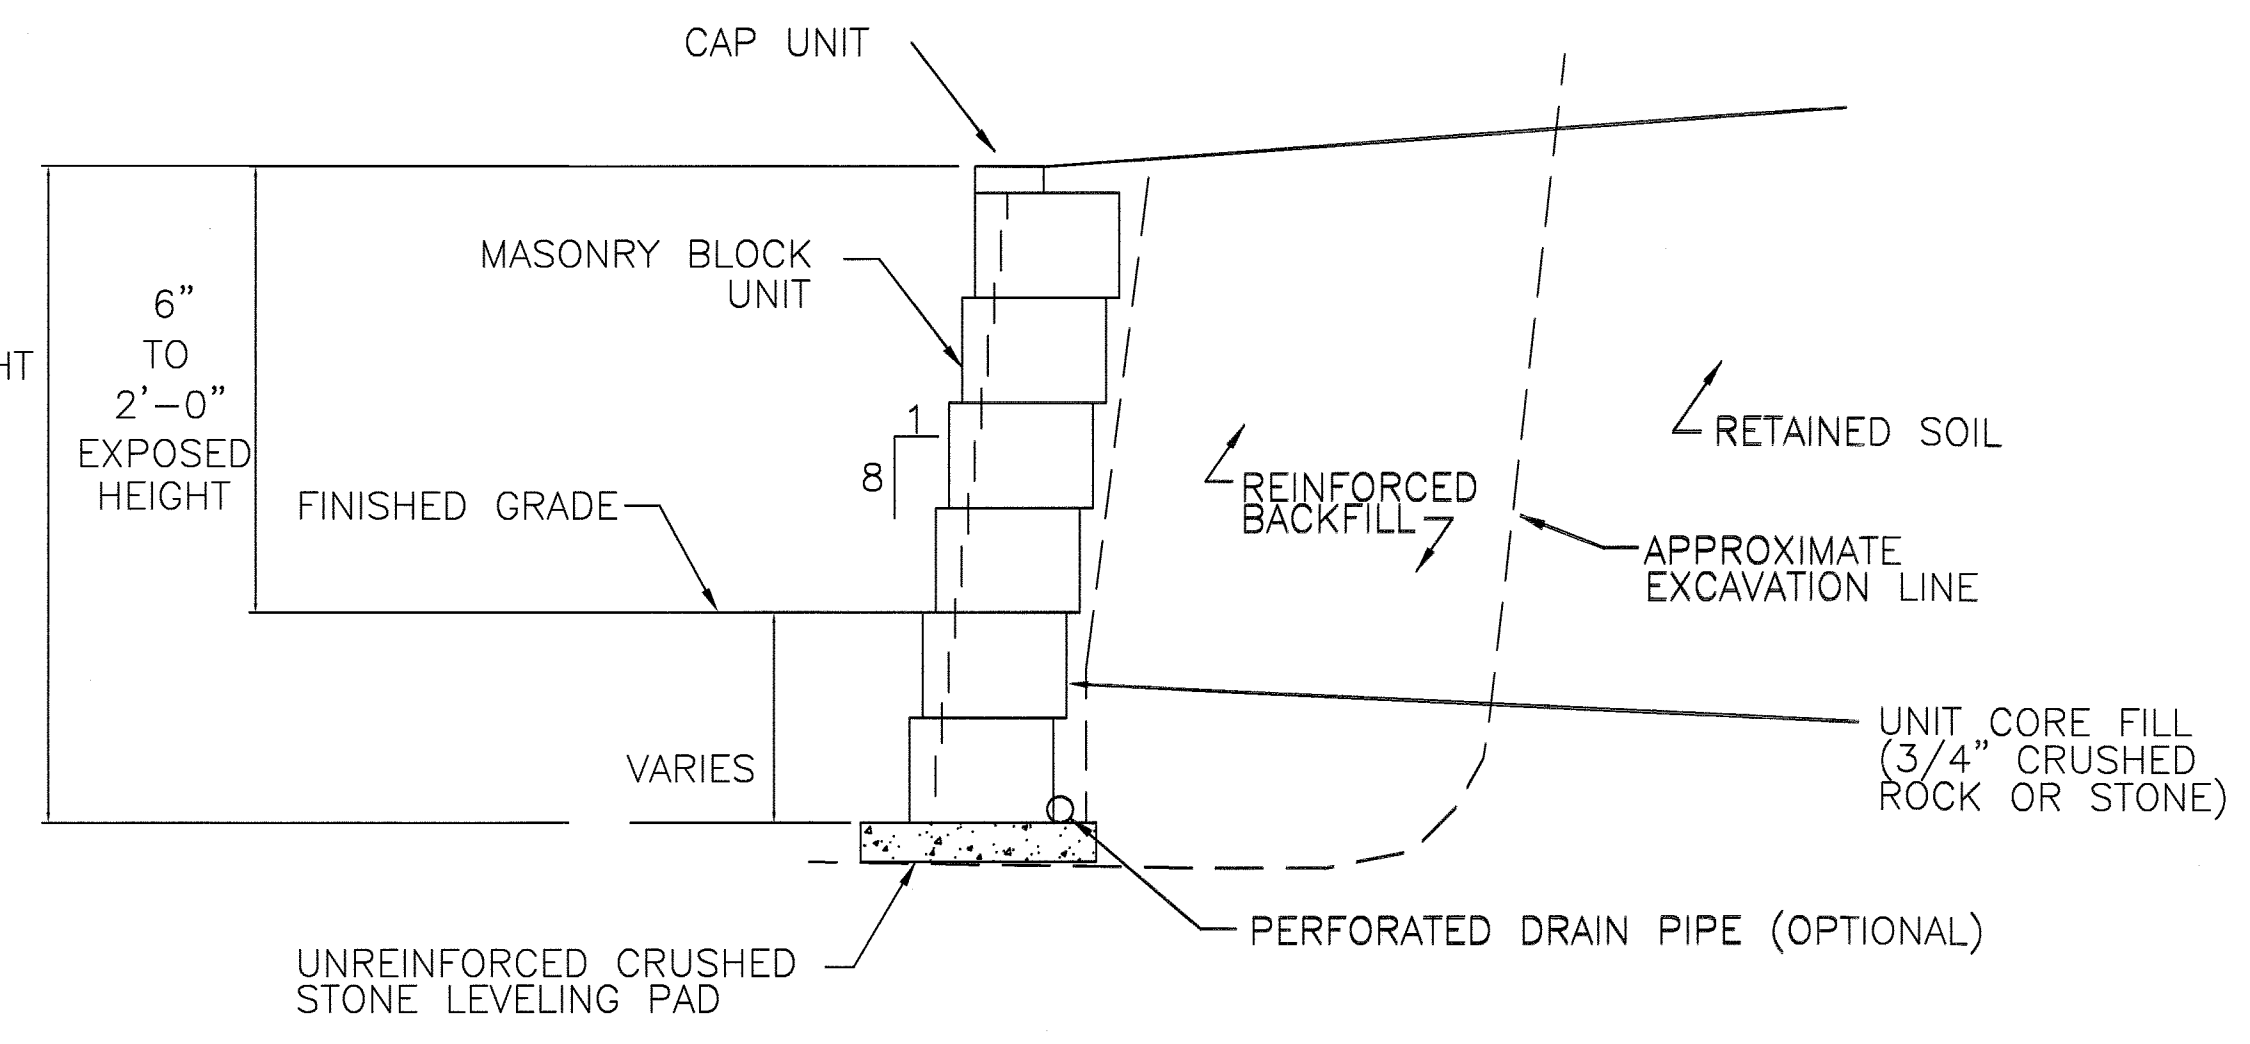 CAP UNIT
MASONRY BLOCK
UNIT
6”
TO
2’–0”
EXPOSED
HEIGHT
HT
1
8
FINISHED GRADE
RETAINED SOIL
REINFORCED
BACKFILL
APPROXIMATE
EXCAVATION LINE
UNIT CORE FILL
(3/4” CRUSHED
ROCK OR STONE)
VARIES
PERFORATED DRAIN PIPE (OPTIONAL)
UNREINFORCED CRUSHED
STONE LEVELING PAD